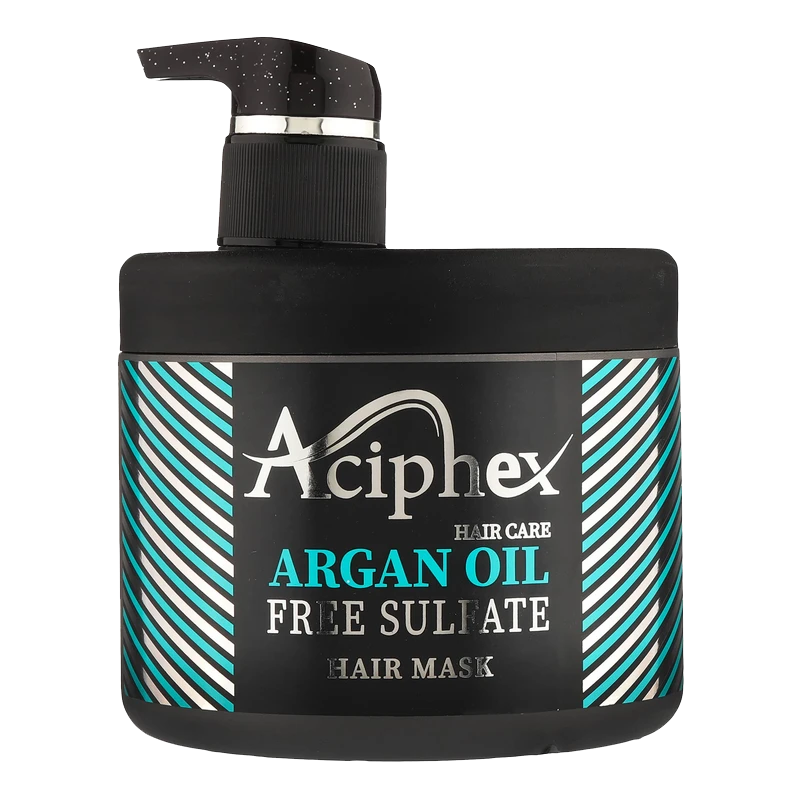 Aciphex
HAIR CARE
ARGAN OIL
FREE SULFATE
HAIR MASK